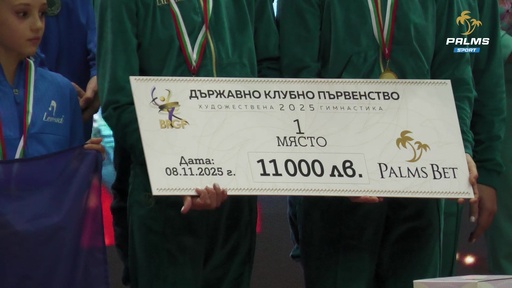 PALMS
SPORT
ДЪРЖАВНО КЛУБНО ПЪРВЕНСТВО
ХУДОЖЕСТВЕНА 2025 ГИМНАСТИКА
1
МЯСТО
Дата:
08.11.2025 г.
11 000 лв.
PALMS BET